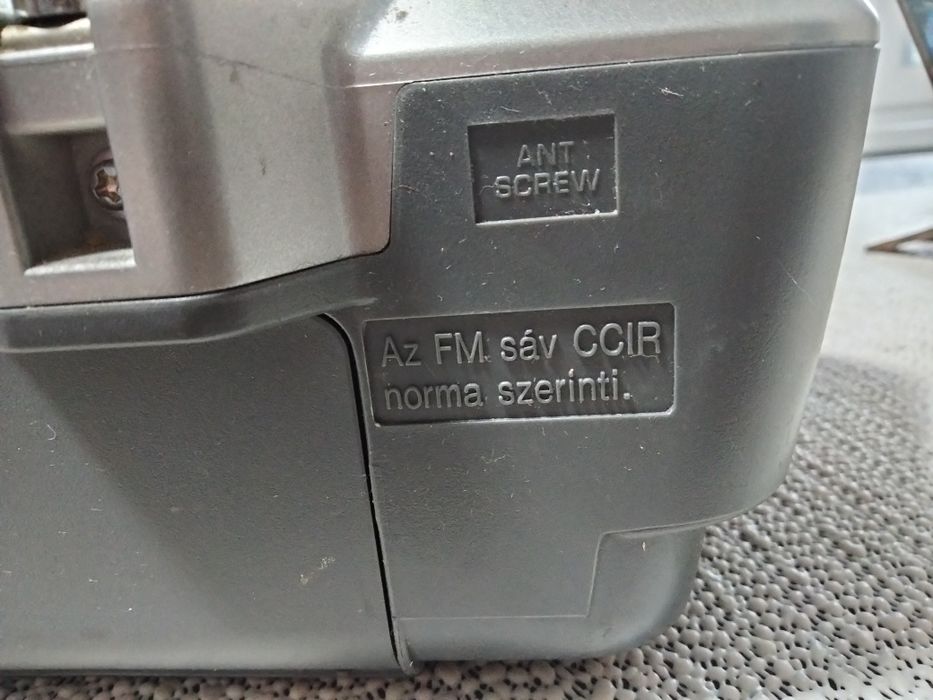 ANT
SCREW
Az FM sáv CCIR
norma szerinti.